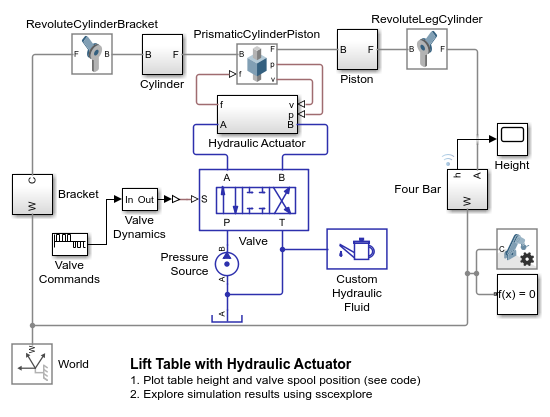 RevoluteCylinderBracket
PrismaticCylinderPiston
RevoluteLegCylinder
F
B
B
F
B
F
p
v
f
B
F
F
B
Cylinder
Piston
f
v
p
A
B
Hydraulic Actuator
Height
h
A
W
Four Bar
C
W
Bracket
In Out
Valve
Dynamics
S
A
B
P
T
Valve
Valve
Commands
Pressure
Source
B
A
Custom
Hydraulic
Fluid
C
f(x) = 0
A
W
World
Lift Table with Hydraulic Actuator
1. Plot table height and valve spool position (see code)
2. Explore simulation results using sscexplore